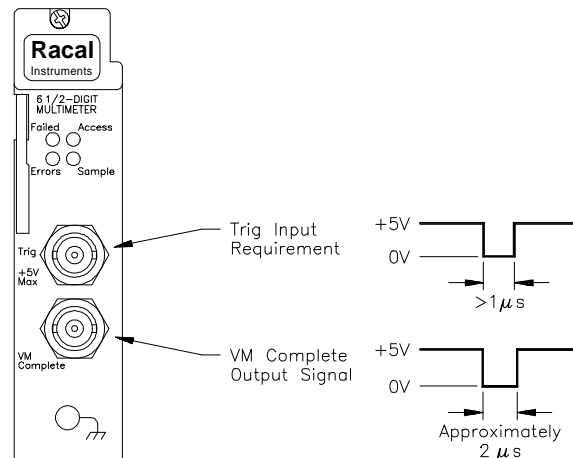 Racal
Instruments
6 1/2-DIGIT
MULTIMETER
Failed Access
Errors Sample
Trig
+5V
Max
VM
Complete
Trig Input
Requirement
VM Complete
Output Signal
+5V
0V
>1μs
+5V
0V
Approximately
2 μs